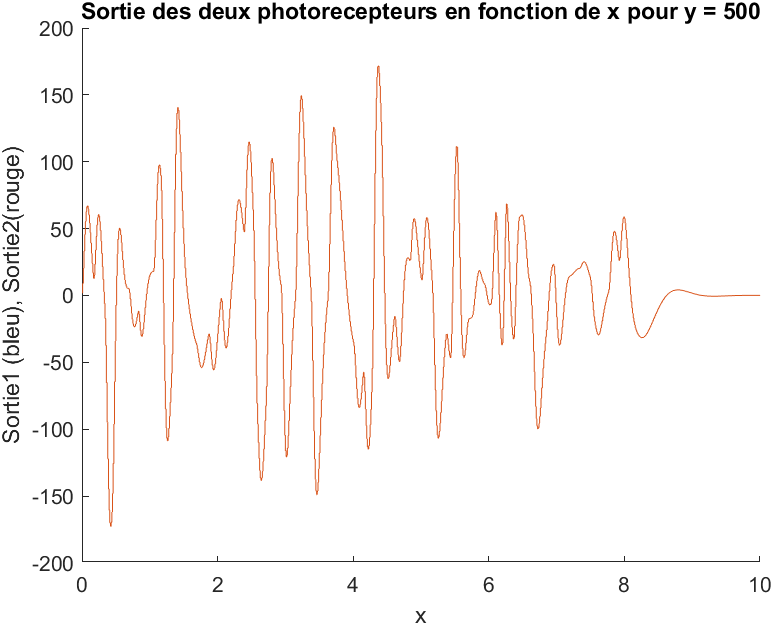 Sortie des deux photorecepteurs en fonction de x pour y = 500
Sortie1 (bleu), Sortie2(rouge)
200
150
100
50
0
-50
-100
-150
-200
0 2 4 6 8 10
x